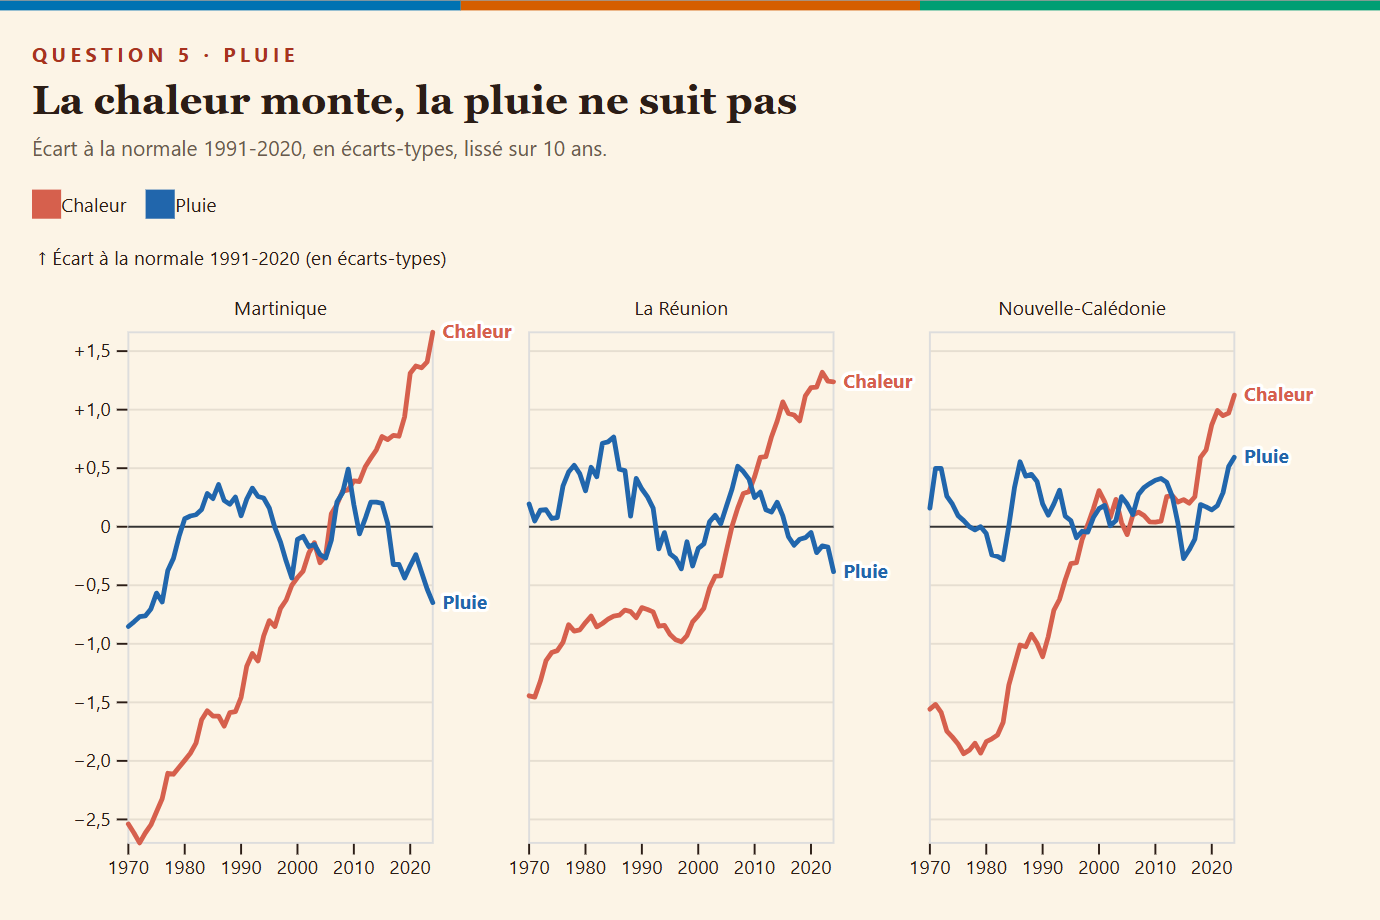 QUESTION 5 · PLUIE
La chaleur monte, la pluie ne suit pas
Écart à la normale 1991-2020, en écarts-types, lissé sur 10 ans.
Chaleur Pluie
↑ Écart à la normale 1991-2020 (en écarts-types)
Martinique La Réunion Nouvelle-Calédonie
+1,5
+1,0
+0,5
0
−0,5
−1,0
−1,5
−2,0
−2,5
Chaleur
Pluie
Chaleur
Pluie
Chaleur
Pluie
1970 1980 1990 2000 2010 2020 1970 1980 1990 2000 2010 2020 1970 1980 1990 2000 2010 2020